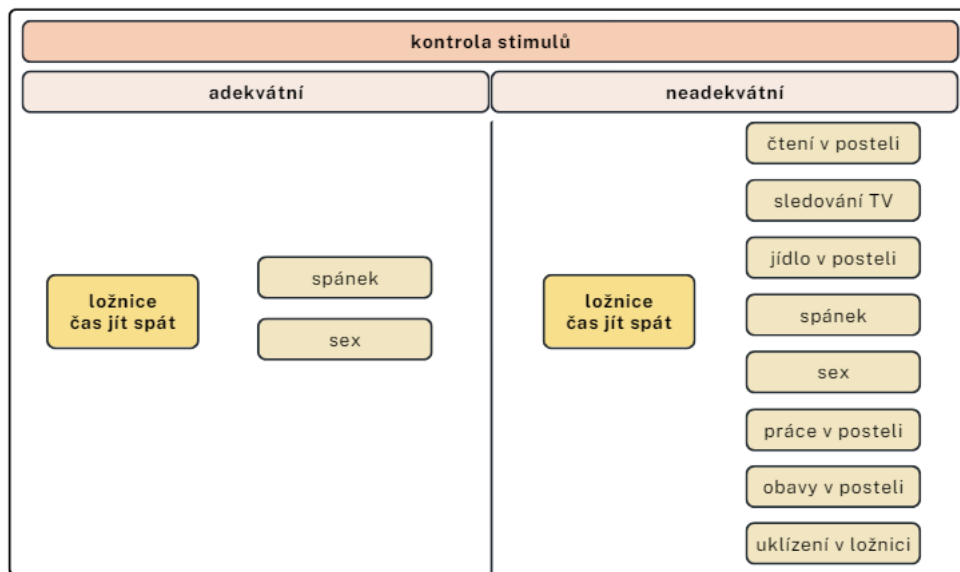 kontrola stimulů
adekvátní
neadekvátní
ložnice
čas jít spát
spánek
sex
ložnice
čas jít spát
čtení v posteli
sledování TV
jídlo v posteli
spánek
sex
práce v posteli
obavy v posteli
uklízení v ložnici